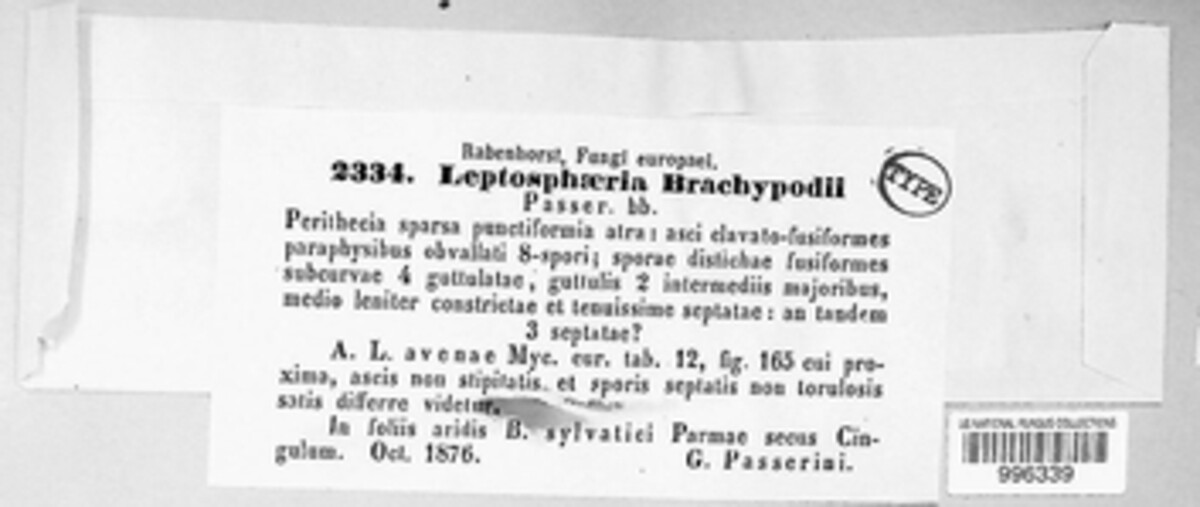 Rabenhorst, Fungi europaei.
2334. Leptosphæria Brachypodii
TYPE
Passer. hb.
Perithecia sparsa punctiformia atra: asci clavato-fusiformes
paraphysibus obvallati 8-spori; sporae distichae fusiformes
subcurvae 4 guttulatae, guttulis 2 intermediis majoribus,
medio leniter constrictae et tenuissime septatae: an tandem
3 septatae?
A. L. avenae Myc. eur. tab. 12, fig. 165 cui pro-
xima, ascis non stipitatis et sporis septatis non torulosis
satis differre videtur.
In foliis aridis B. sylvatici Parmae secus Cin-
gulam. Oct. 1876. G. Passerini.
US NATIONAL FUNGUS COLLECTIONS
996339